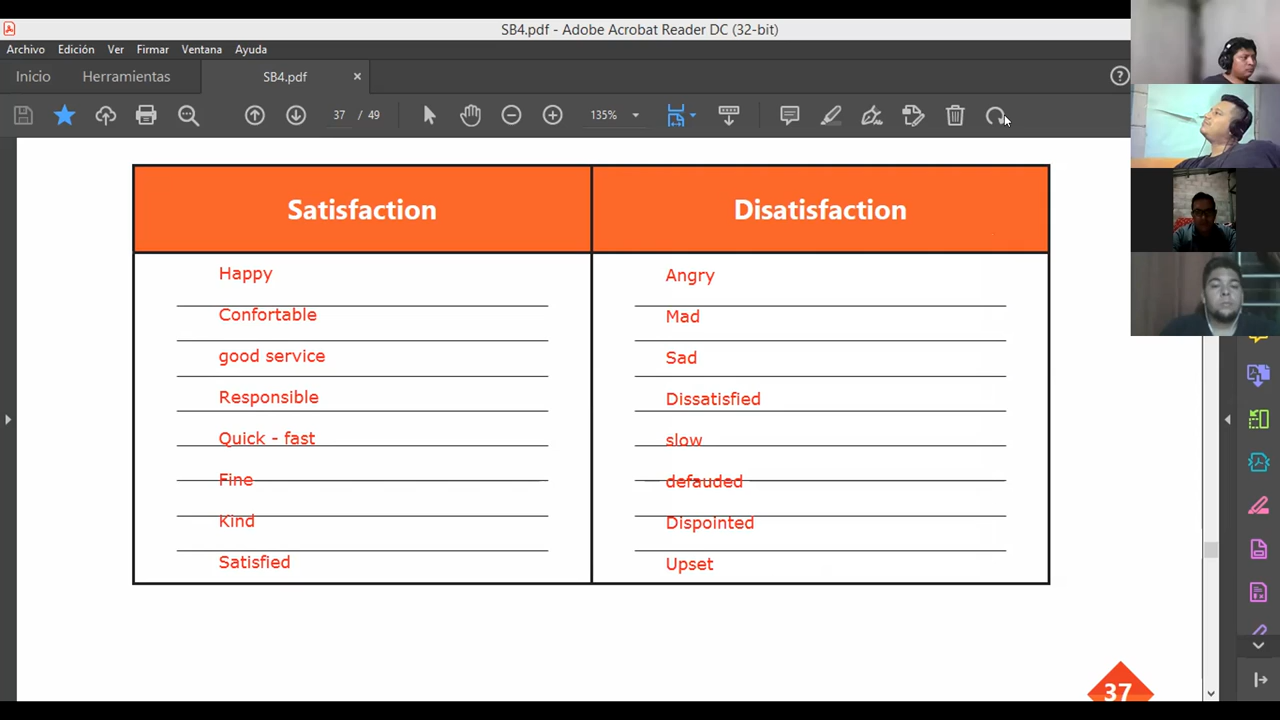 SB4.pdf - Adobe Acrobat Reader DC (32-bit)
Archivo Edición Ver Firmar Ventana Ayuda
Inicio Herramientas SB4.pdf ×
37 / 49 135%
Satisfaction Disatisfaction
Happy Angry
Confortable Mad
good service Sad
Responsible Dissatisfied
Quick - fast slow
Fine defauded
Kind Dispointed
Satisfied Upset
37